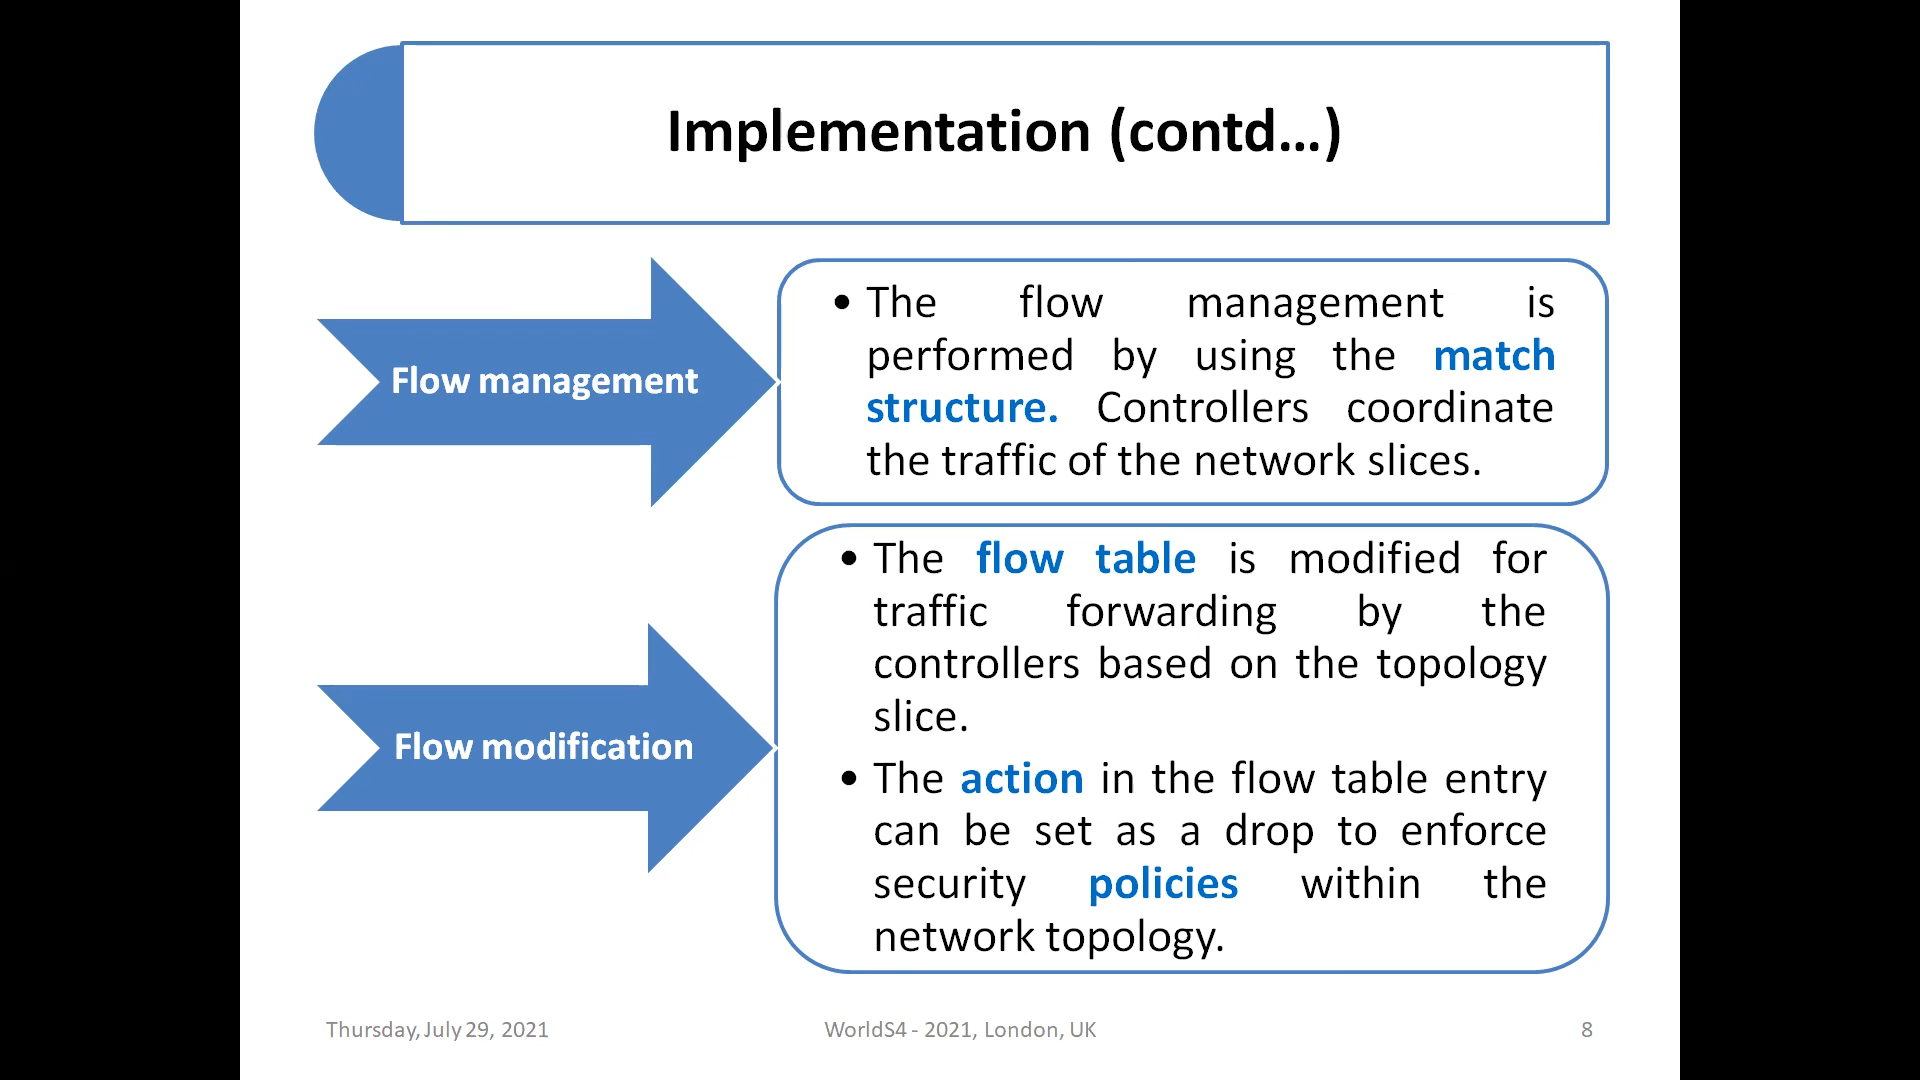 Implementation (contd...)
Flow management
• The flow management is
performed by using the match
structure. Controllers coordinate
the traffic of the network slices.
Flow modification
• The flow table is modified for
traffic forwarding by the
controllers based on the topology
slice.
• The action in the flow table entry
can be set as a drop to enforce
security policies within the
network topology.
Thursday, July 29, 2021
WorldS4 - 2021, London, UK
8